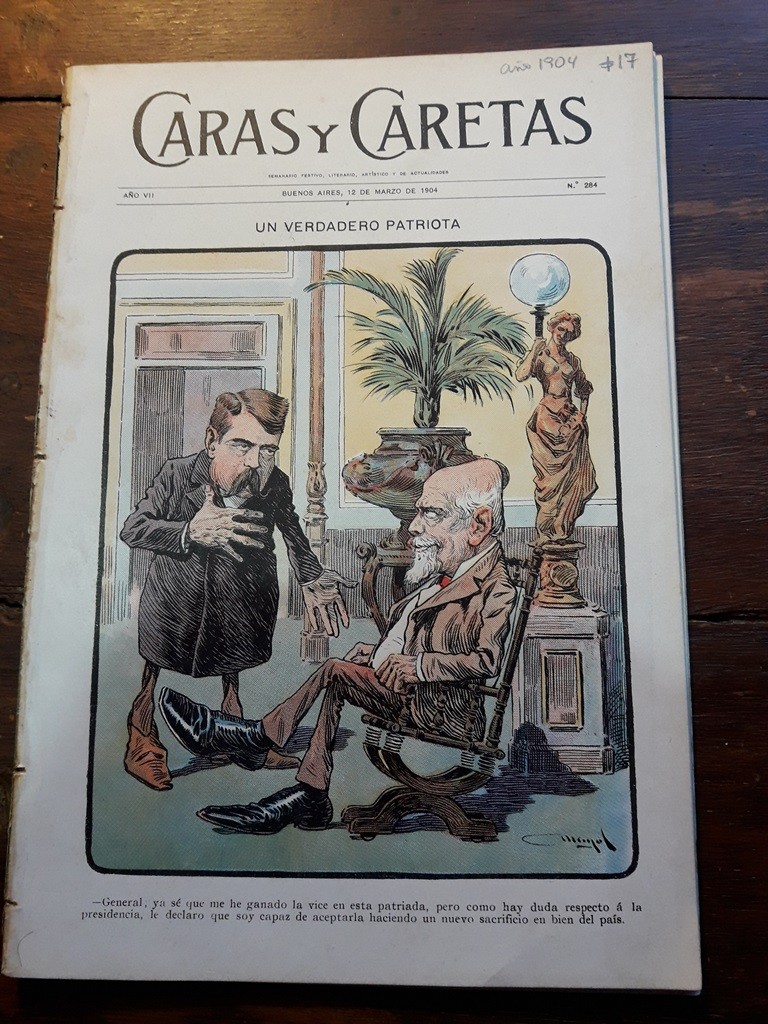 año 1904 $17
CARAS Y CARETAS
SEMANARIO FESTIVO, LITERARIO, ARTÍSTICO Y DE ACTUALIDADES
AÑO VII BUENOS AIRES, 12 DE MARZO DE 1904 N.º 284
UN VERDADERO PATRIOTA
—General, ya sé que me he ganado la vice en esta patriada, pero como hay duda respecto á la
presidencia, le declaro que soy capaz de aceptarla haciendo un nuevo sacrificio en bien del país.